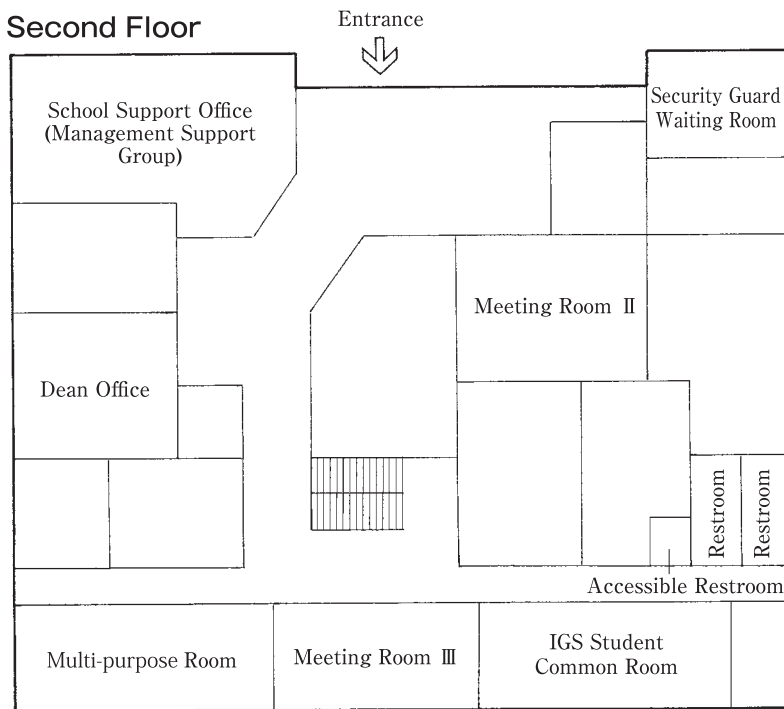 Second Floor
Entrance
School Support Office
(Management Support
Group)
Security Guard
Waiting Room
Meeting Room Ⅱ
Dean Office
Restroom
Restroom
Accessible Restroom
Multi-purpose Room
Meeting Room Ⅲ
IGS Student
Common Room